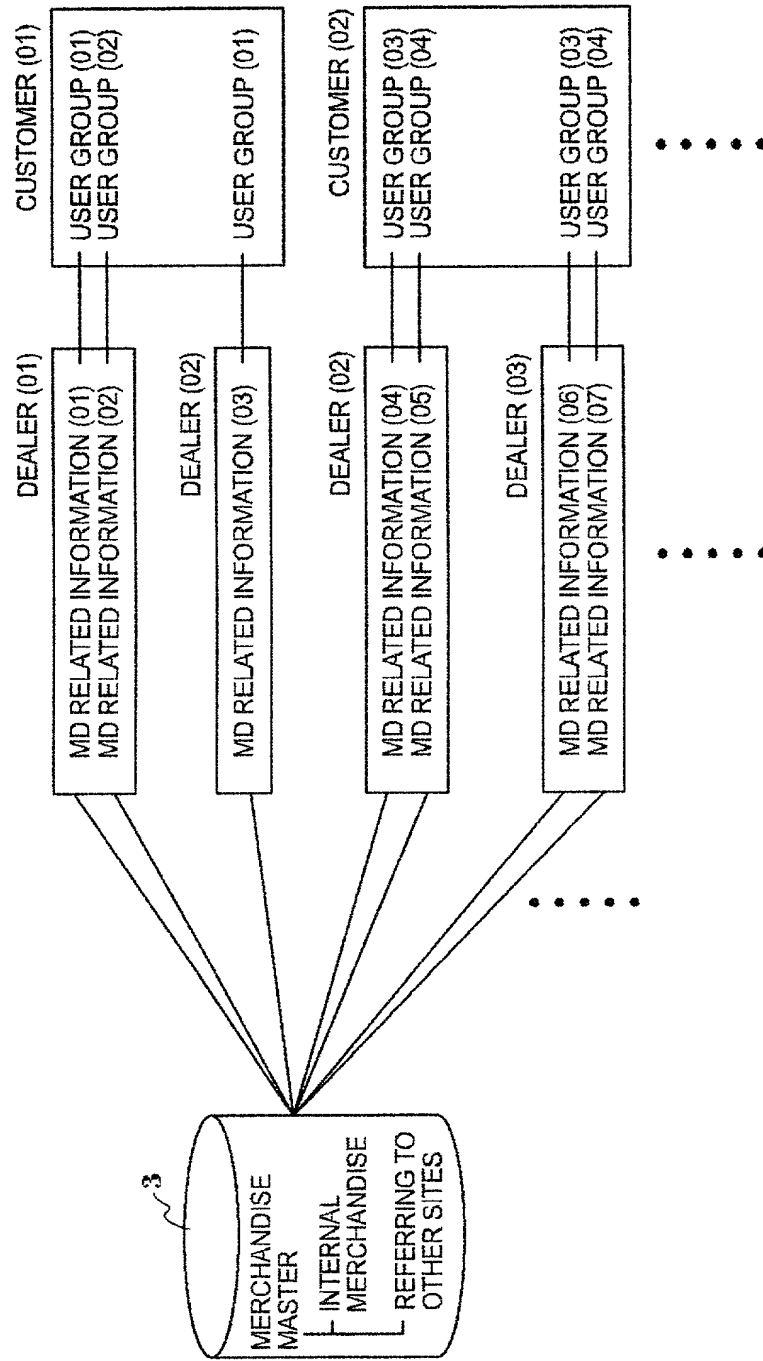 3
MERCHANDISE
MASTER
INTERNAL
MERCHANDISE
REFERRING TO
OTHER SITES
DEALER (01)
MD RELATED INFORMATION (01)
MD RELATED INFORMATION (02)
DEALER (02)
MD RELATED INFORMATION (03)
DEALER (02)
MD RELATED INFORMATION (04)
MD RELATED INFORMATION (05)
DEALER (03)
MD RELATED INFORMATION (06)
MD RELATED INFORMATION (07)
CUSTOMER (01)
USER GROUP (01)
USER GROUP (02)
USER GROUP (01)
CUSTOMER (02)
USER GROUP (03)
USER GROUP (04)
USER GROUP (03)
USER GROUP (04)